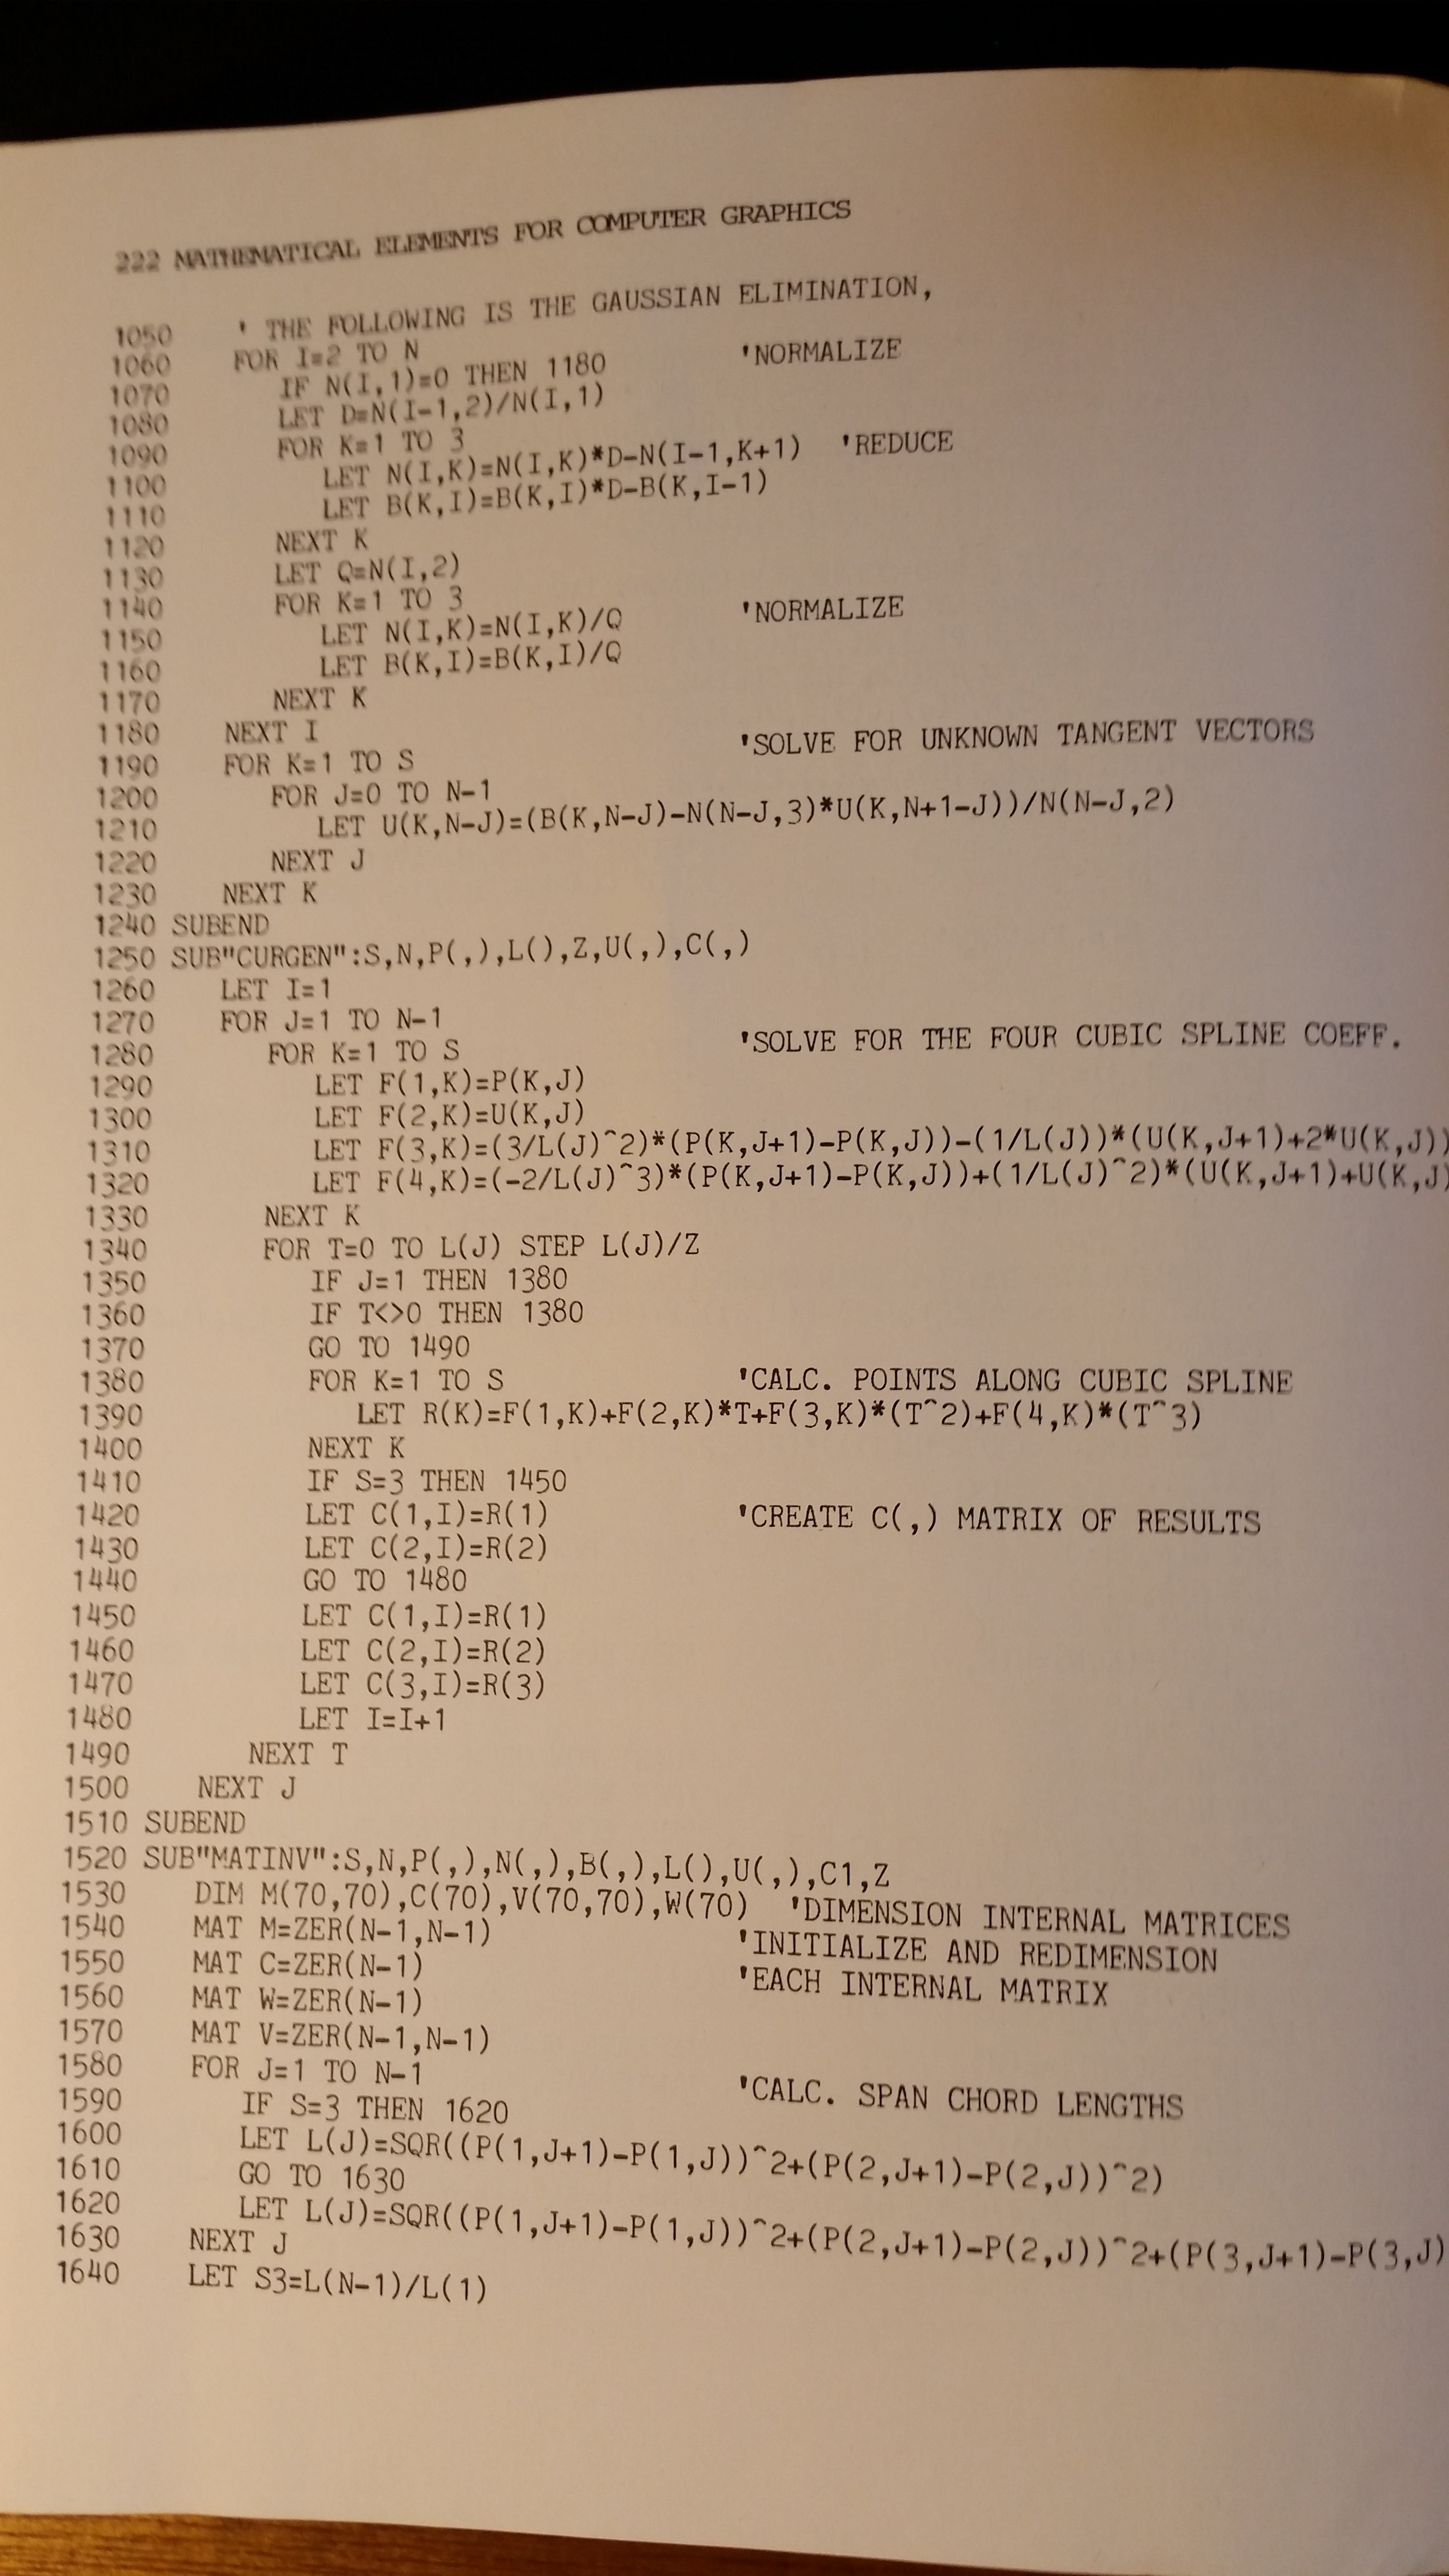 222 MATHEMATICAL ELEMENTS FOR COMPUTER GRAPHICS
1050 ' THE FOLLOWING IS THE GAUSSIAN ELIMINATION,
1060 FOR I=2 TO N 'NORMALIZE
1070 IF N(I,1)=0 THEN 1180
1080 LET D=N(I-1,2)/N(I,1)
1090 FOR K=1 TO 3 'REDUCE
1100 LET N(I,K)=N(I,K)*D-N(I-1,K+1)
1110 LET B(K,I)=B(K,I)*D-B(K,I-1)
1120 NEXT K
1130 LET Q=N(I,2)
1140 FOR K=1 TO 3 'NORMALIZE
1150 LET N(I,K)=N(I,K)/Q
1160 LET B(K,I)=B(K,I)/Q
1170 NEXT K
1180 NEXT I
1190 FOR K=1 TO S 'SOLVE FOR UNKNOWN TANGENT VECTORS
1200 FOR J=0 TO N-1
1210 LET U(K,N-J)=(B(K,N-J)-N(N-J,3)*U(K,N+1-J))/N(N-J,2)
1220 NEXT J
1230 NEXT K
1240 SUBEND
1250 SUB"CURGEN":S,N,P(,),L(),Z,U(,),C(,)
1260 LET I=1
1270 FOR J=1 TO N-1
1280 FOR K=1 TO S 'SOLVE FOR THE FOUR CUBIC SPLINE COEFF.
1290 LET F(1,K)=P(K,J)
1300 LET F(2,K)=U(K,J)
1310 LET F(3,K)=(3/L(J)^2)*(P(K,J+1)-P(K,J))-(1/L(J))*(U(K,J+1)+2*U(K,J))
1320 LET F(4,K)=(-2/L(J)^3)*(P(K,J+1)-P(K,J))+(1/L(J)^2)*(U(K,J+1)+U(K,J)
1330 NEXT K
1340 FOR T=0 TO L(J) STEP L(J)/Z
1350 IF J=1 THEN 1380
1360 IF T<>0 THEN 1380
1370 GO TO 1490
1380 FOR K=1 TO S 'CALC. POINTS ALONG CUBIC SPLINE
1390 LET R(K)=F(1,K)+F(2,K)*T+F(3,K)*(T^2)+F(4,K)*(T^3)
1400 NEXT K
1410 IF S=3 THEN 1450
1420 LET C(1,I)=R(1) 'CREATE C(,) MATRIX OF RESULTS
1430 LET C(2,I)=R(2)
1440 GO TO 1480
1450 LET C(1,I)=R(1)
1460 LET C(2,I)=R(2)
1470 LET C(3,I)=R(3)
1480 LET I=I+1
1490 NEXT T
1500 NEXT J
1510 SUBEND
1520 SUB"MATINV":S,N,P(,),N(,),B(,),L(),U(,),C1,Z
1530 DIM M(70,70),C(70),V(70,70),W(70) 'DIMENSION INTERNAL MATRICES
1540 MAT M=ZER(N-1,N-1) 'INITIALIZE AND REDIMENSION
1550 MAT C=ZER(N-1) 'EACH INTERNAL MATRIX
1560 MAT W=ZER(N-1)
1570 MAT V=ZER(N-1,N-1)
1580 FOR J=1 TO N-1 'CALC. SPAN CHORD LENGTHS
1590 IF S=3 THEN 1620
1600 LET L(J)=SQR((P(1,J+1)-P(1,J))^2+(P(2,J+1)-P(2,J))^2)
1610 GO TO 1630
1620 LET L(J)=SQR((P(1,J+1)-P(1,J))^2+(P(2,J+1)-P(2,J))^2+(P(3,J+1)-P(3,J)
1630 NEXT J
1640 LET S3=L(N-1)/L(1)